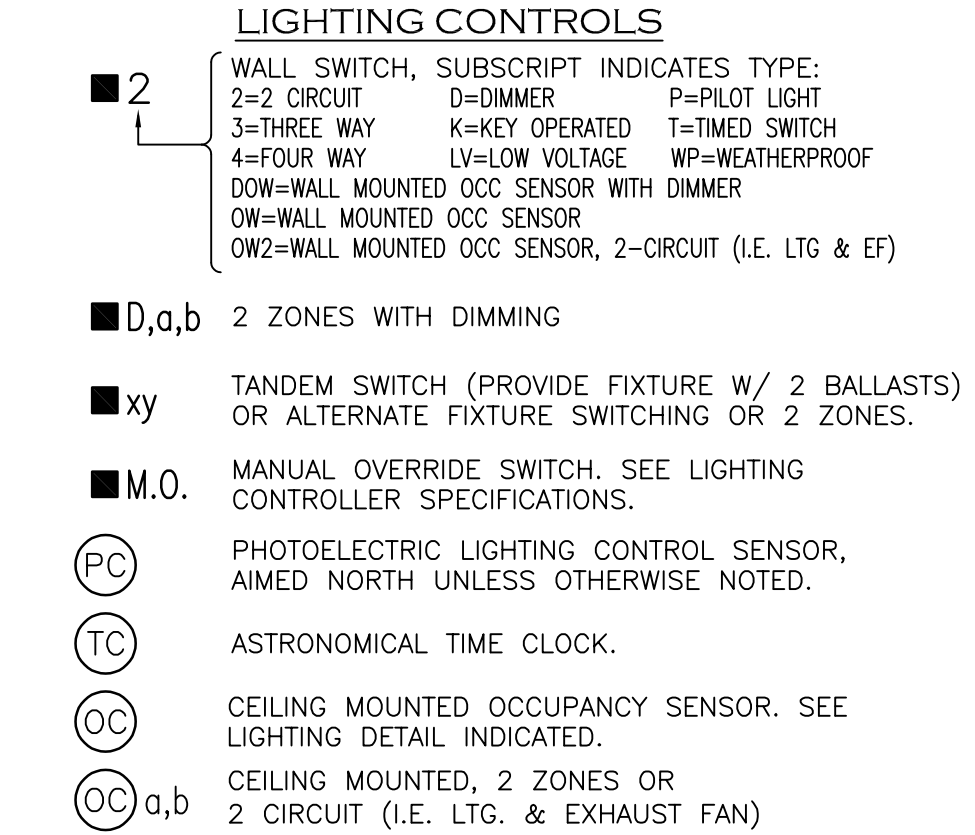 LIGHTING CONTROLS
2
WALL SWITCH, SUBSCRIPT INDICATES TYPE:
2=2 CIRCUIT D=DIMMER P=PILOT LIGHT
3=THREE WAY K=KEY OPERATED T=TIMED SWITCH
4=FOUR WAY LV=LOW VOLTAGE WP=WEATHERPROOF
DOW=WALL MOUNTED OCC SENSOR WITH DIMMER
OW=WALL MOUNTED OCC SENSOR
OW2=WALL MOUNTED OCC SENSOR, 2-CIRCUIT (I.E. LTG & EF)
D,a,b 2 ZONES WITH DIMMING
xy
TANDEM SWITCH (PROVIDE FIXTURE W/ 2 BALLASTS)
OR ALTERNATE FIXTURE SWITCHING OR 2 ZONES.
M.O.
MANUAL OVERRIDE SWITCH. SEE LIGHTING
CONTROLLER SPECIFICATIONS.
PC
PHOTOELECTRIC LIGHTING CONTROL SENSOR,
AIMED NORTH UNLESS OTHERWISE NOTED.
TC ASTRONOMICAL TIME CLOCK.
OC
CEILING MOUNTED OCCUPANCY SENSOR. SEE
LIGHTING DETAIL INDICATED.
OC a,b
CEILING MOUNTED, 2 ZONES OR
2 CIRCUIT (I.E. LTG. & EXHAUST FAN)